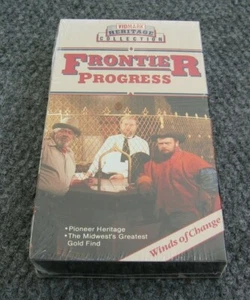 HERITAGE
COLLECTION
FRONTIER
PROGRESS
•Pioneer Heritage
•The Midwest's Greatest
Gold Find
Winds of Change